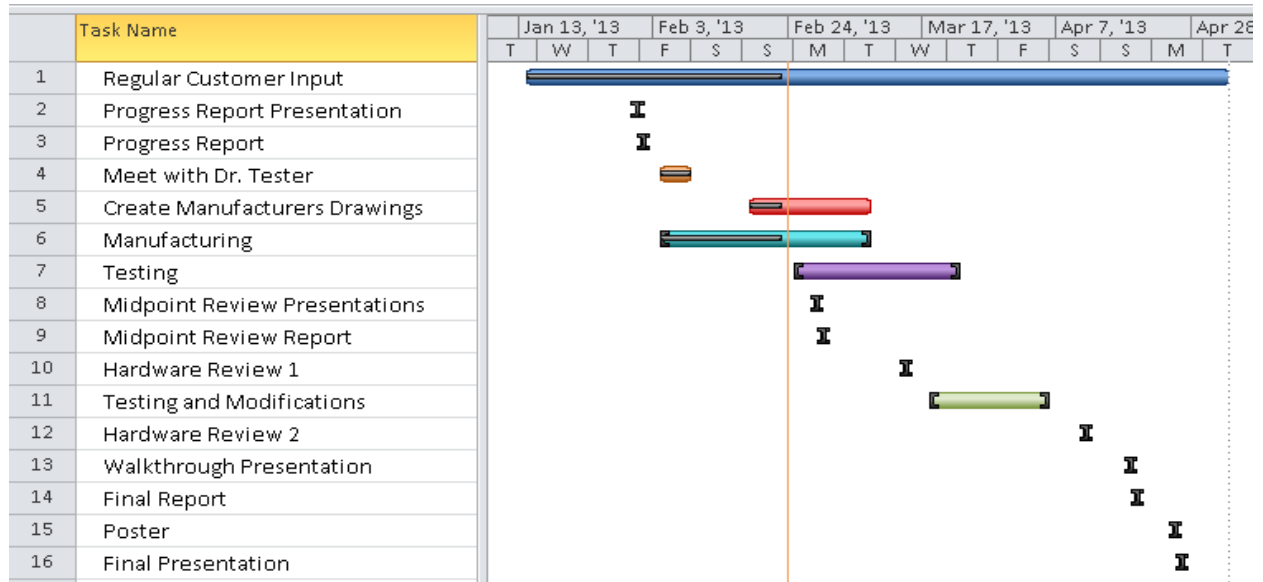 Task Name Jan 13, '13 Feb 3, '13 Feb 24, '13 Mar 17, '13 Apr 7, '13 Apr 28
T W T F S S M T W T F S S M T
1 Regular Customer Input
2 Progress Report Presentation
3 Progress Report
4 Meet with Dr. Tester
5 Create Manufacturers Drawings
6 Manufacturing
7 Testing
8 Midpoint Review Presentations
9 Midpoint Review Report
10 Hardware Review 1
11 Testing and Modifications
12 Hardware Review 2
13 Walkthrough Presentation
14 Final Report
15 Poster
16 Final Presentation